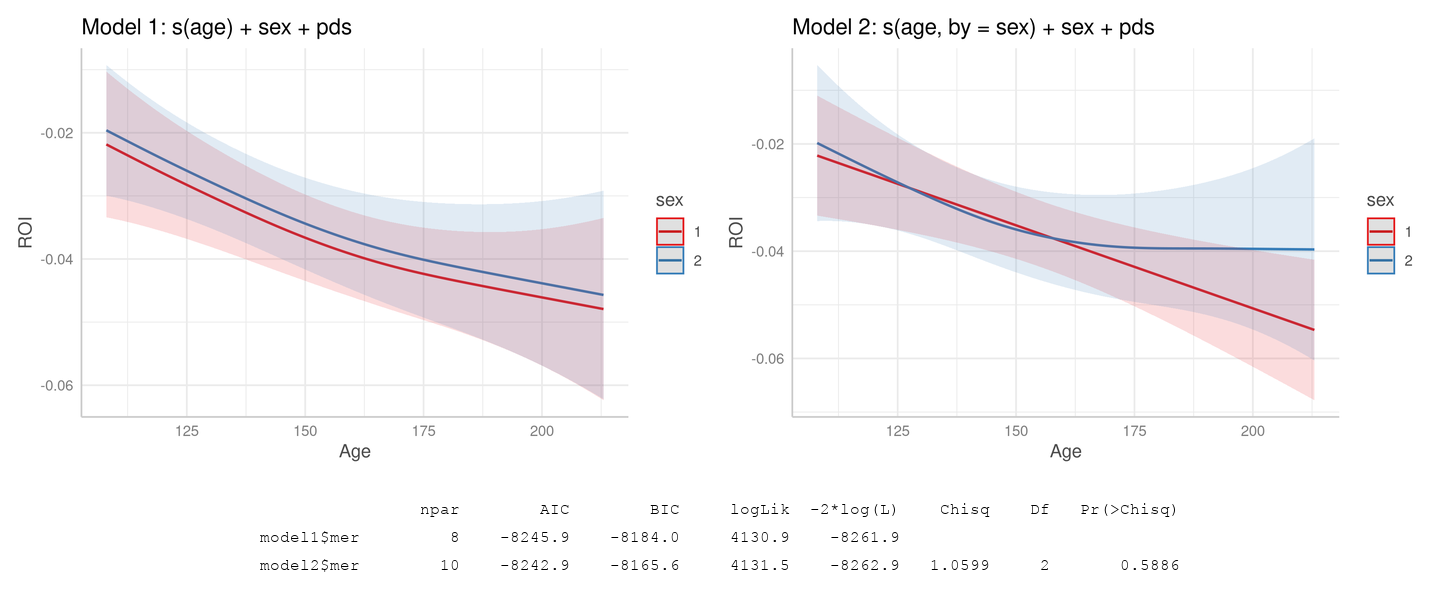 Model 1: s(age) + sex + pds
ROI
-0.02
-0.04
-0.06
125 150 175 200
Age
sex
1
2
Model 2: s(age, by = sex) + sex + pds
ROI
-0.02
-0.04
-0.06
125 150 175 200
Age
sex
1
2
npar AIC BIC logLik -2*log(L) Chisq Df Pr(>Chisq)
model1$mer 8 -8245.9 -8184.0 4130.9 -8261.9
model2$mer 10 -8242.9 -8165.6 4131.5 -8262.9 1.0599 2 0.5886